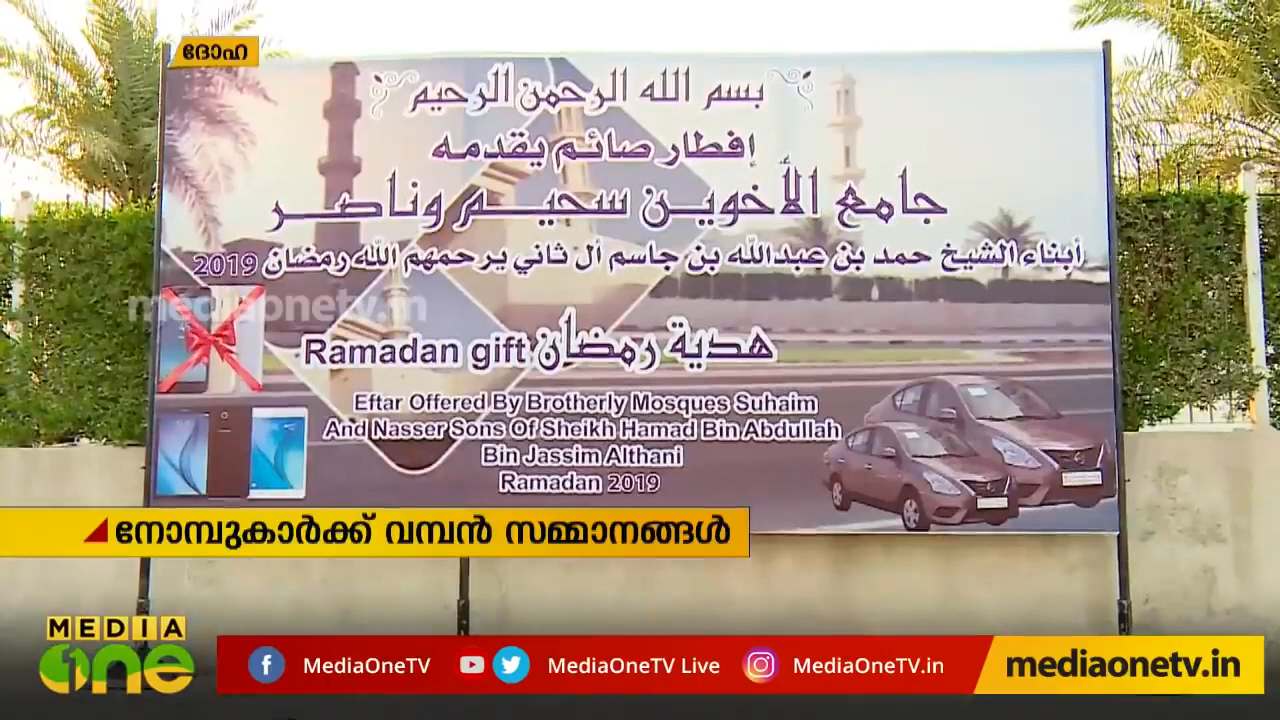 ദോഹ
بسم الله الرحمن الرحيم
إفطار صائم يقدمه
جامع الأخوين سحيم وناصر
أبناء الشيخ حمد بن عبدالله بن جاسم آل ثاني يرحمهم الله رمضان 2019
mediaonetv.in
Ramadan gift هدية رمضان
Eftar Offered By Brotherly Mosques Suhaim
And Nasser Sons Of Sheikh Hamad Bin Abdullah
Bin Jassim Althani
Ramadan 2019
നോമ്പുകാർക്ക് വമ്പൻ സമ്മാനങ്ങൾ
MEDIA
one
MediaOneTV
MediaOneTV Live
MediaOneTV.in
mediaonetv.in